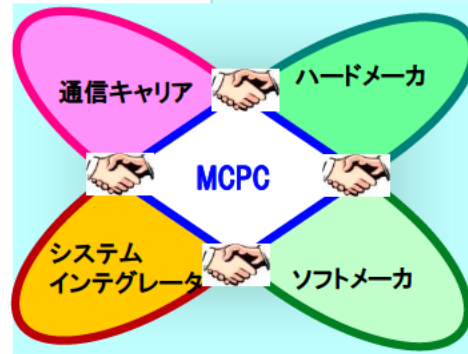 通信キャリア
ハードメーカ
MCPC
システム
インテグレータ
ソフトメーカ